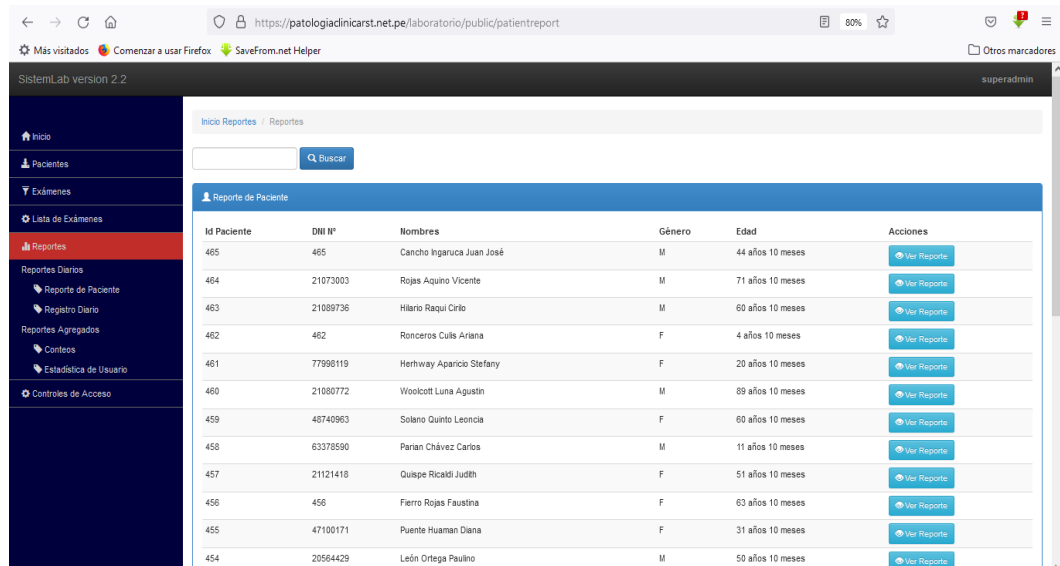 https://patologiaclinicarst.net.pe/laboratorio/public/patientreport
80%
Más visitados Comenzar a usar Firefox SaveFrom.net Helper Otros marcadores
SistemLab version 2.2 superadmin
Inicio
Pacientes
Exámenes
Lista de Exámenes
Reportes
Reportes Diarios
Reporte de Paciente
Registro Diario
Reportes Agregados
Conteos
Estadística de Usuario
Controles de Acceso
Inicio Reportes / Reportes
Buscar
Reporte de Paciente
Id Paciente DNI N° Nombres Género Edad Acciones
465 465 Cancho Ingaruca Juan José M 44 años 10 meses Ver Reporte
464 21073003 Rojas Aquino Vicente M 71 años 10 meses Ver Reporte
463 21089736 Hilario Raqui Cirilo M 60 años 10 meses Ver Reporte
462 462 Ronceros Culis Ariana F 4 años 10 meses Ver Reporte
461 77998119 Herhway Aparicio Stefany F 20 años 10 meses Ver Reporte
460 21080772 Woolcott Luna Agustin M 89 años 10 meses Ver Reporte
459 48740963 Solano Quinto Leoncia F 60 años 10 meses Ver Reporte
458 63378590 Parian Chávez Carlos M 11 años 10 meses Ver Reporte
457 21121418 Quispe Ricaldi Judith F 51 años 10 meses Ver Reporte
456 456 Fierro Rojas Faustina F 63 años 10 meses Ver Reporte
455 47100171 Puente Huaman Diana F 31 años 10 meses Ver Reporte
454 20564429 León Ortega Paulino M 50 años 10 meses Ver Reporte